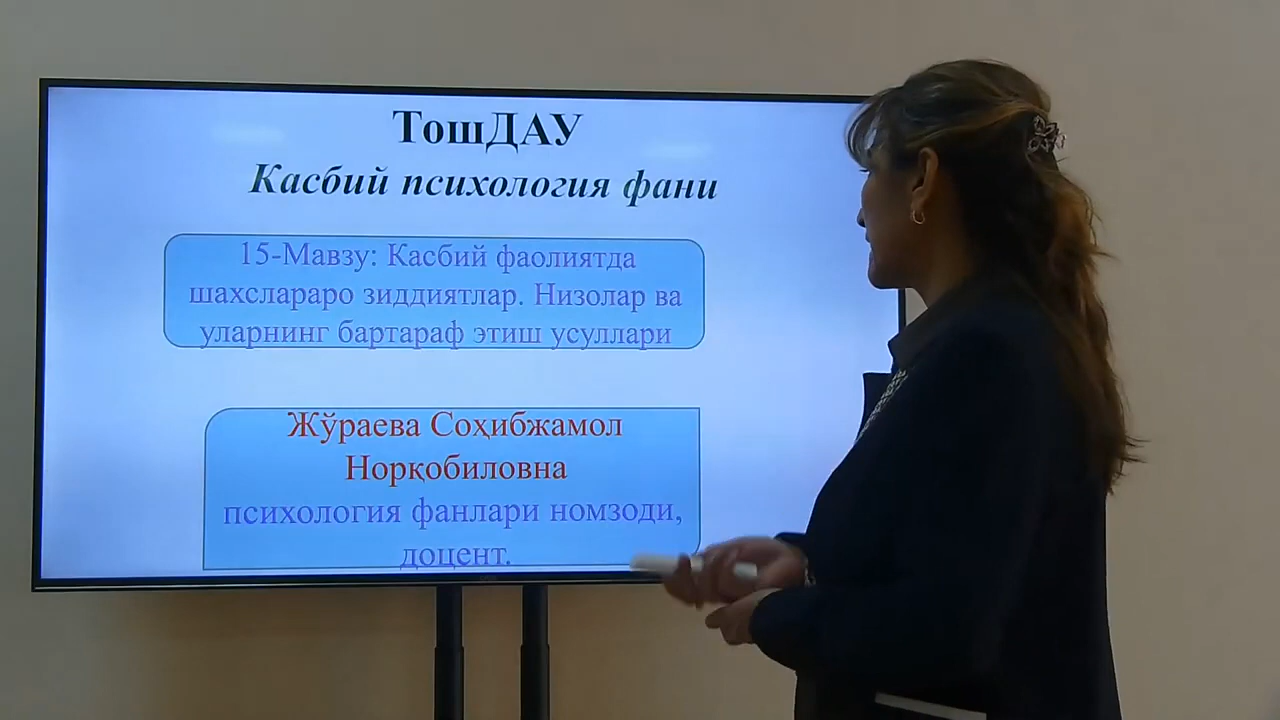 ТошДАУ
Касбий психология фани
15-Мавзу: Касбий фаолиятда
шахслараро зиддиятлар. Низолар ва
уларнинг бартараф этиш усуллари
Жўраева Соҳибжамол
Норқобиловна
психология фанлари номзоди,
доцент.